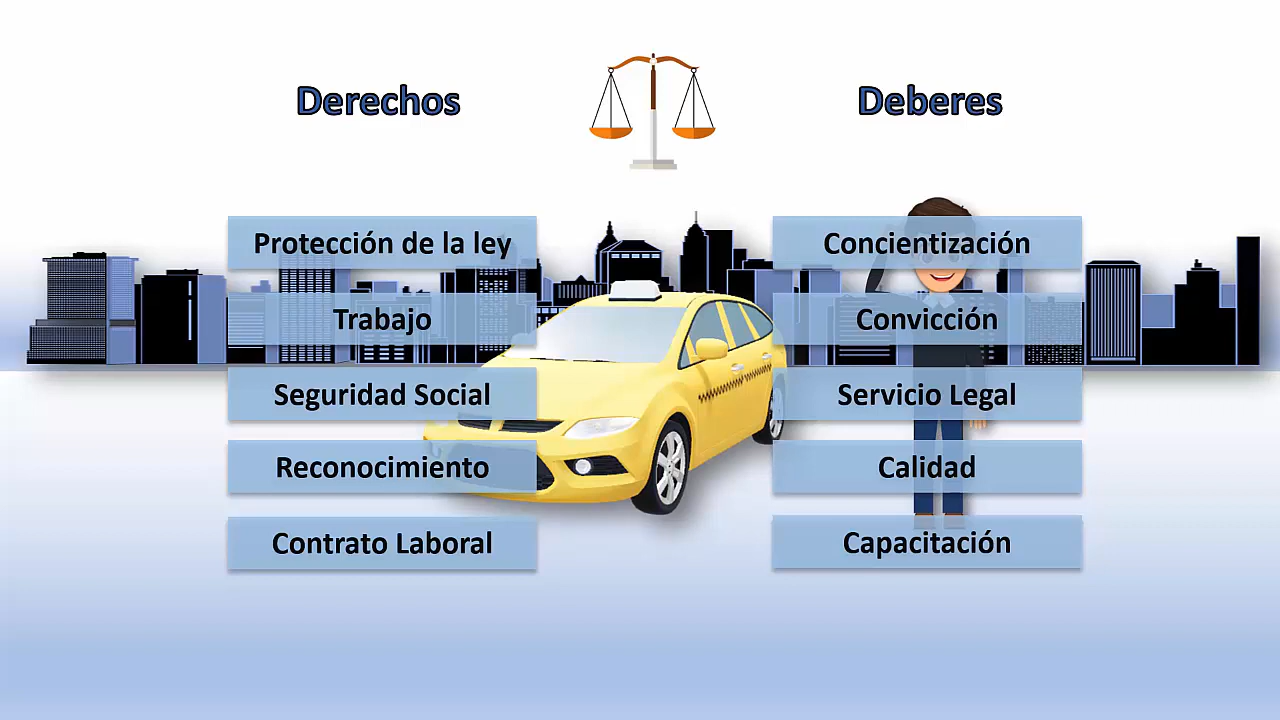 Derechos
Deberes
Protección de la ley
Concientización
Trabajo
Convicción
Seguridad Social
Servicio Legal
Reconocimiento
Calidad
Contrato Laboral
Capacitación